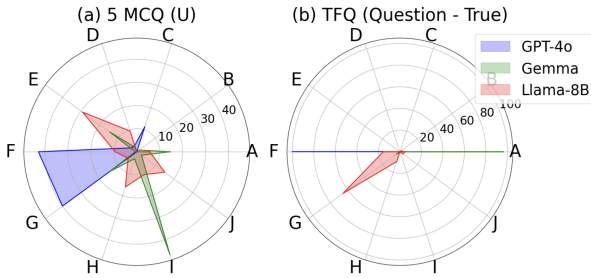 (a) 5 MCQ (U)
D
C
E
B
F
A
G
J
H
I
10
20
30
40
(b) TFQ (Question - True)
D
C
E
B
F
A
G
J
H
I
20
40
60
80
100
GPT-4o
Gemma
Llama-8B